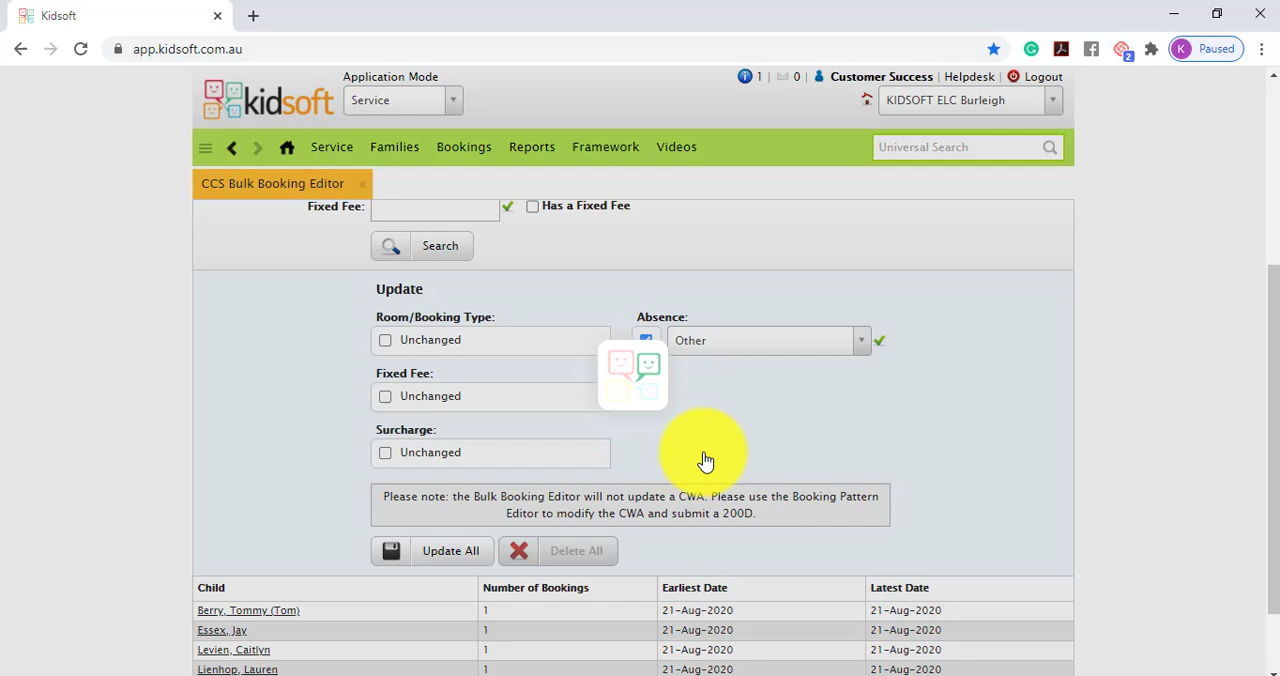 Kidsoft
app.kidsoft.com.au
K Paused
2
Application Mode
1 | 0 | Customer Success | Helpdesk | Logout
kidsoft
Service
KIDSOFT ELC Burleigh
Service Families Bookings Reports Framework Videos
Universal Search
CCS Bulk Booking Editor
Fixed Fee: Has a Fixed Fee
Search
Update
Room/Booking Type: Absence:
Unchanged Other
Fixed Fee:
Unchanged
Surcharge:
Unchanged
Please note: the Bulk Booking Editor will not update a CWA. Please use the Booking Pattern
Editor to modify the CWA and submit a 200D.
Update All Delete All
Child Number of Bookings Earliest Date Latest Date
Berry, Tommy (Tom) 1 21-Aug-2020 21-Aug-2020
Essex, Jay 1 21-Aug-2020 21-Aug-2020
Levien, Caitlyn 1 21-Aug-2020 21-Aug-2020
Lienhop, Lauren 1 21-Aug-2020 21-Aug-2020